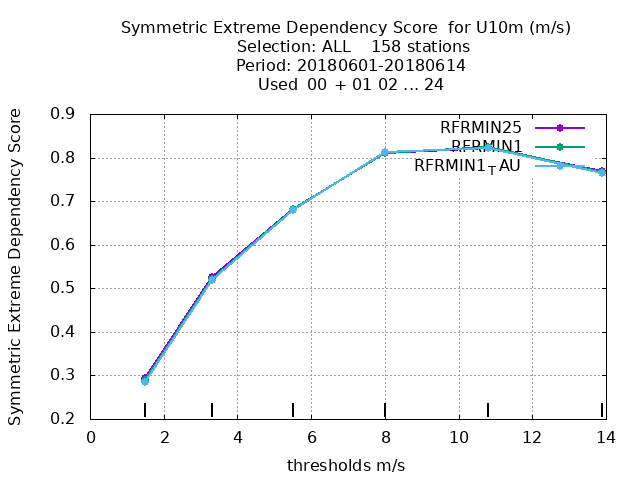 Symmetric Extreme Dependency Score  for U10m (m/s)
Selection: ALL    158 stations
Period: 20180601-20180614
Used  00  + 01 02 ... 24
Symmetric Extreme Dependency Score
0.9
0.8
0.7
0.6
0.5
0.4
0.3
0.2
RFRMIN25
RFRMIN1
RFRMIN1TAU
0 2 4 6 8 10 12 14
thresholds m/s